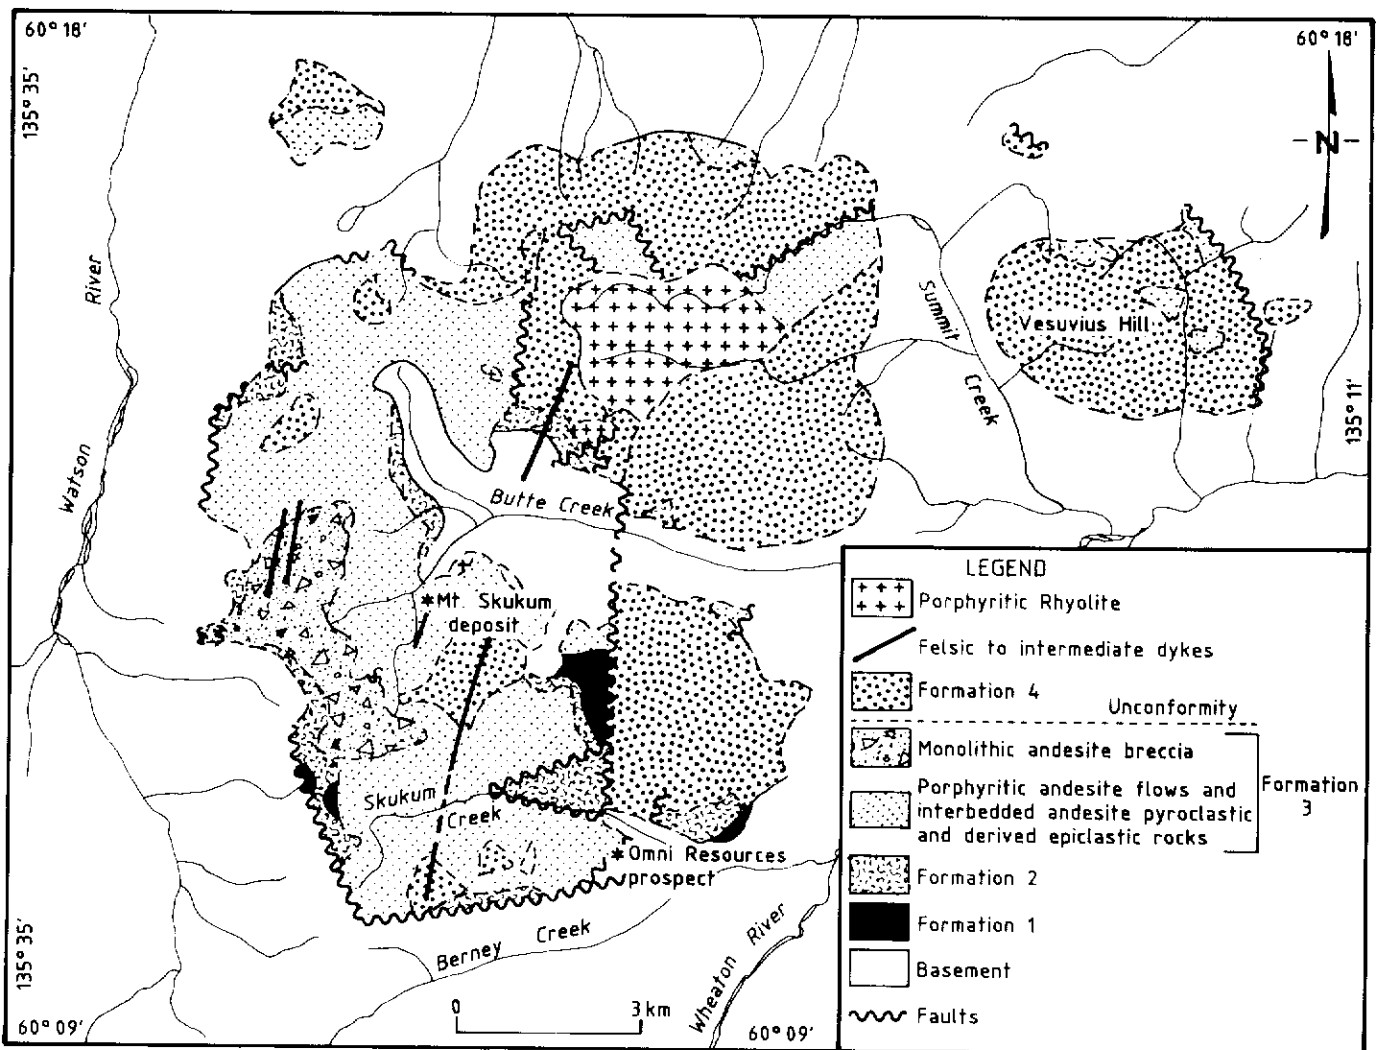 60° 18'
60° 18'
135° 35'
N
River
Summit
Creek
Vesuvius Hill
135° 11'
Watson
Butte Creek
*Mt. Skukum
deposit
Skukum
Creek
*Omni Resources
prospect
Berney Creek
Wheaton River
135° 35'
60° 09'
0 3 km
60° 09'
LEGEND
Porphyritic Rhyolite
Felsic to intermediate dykes
Formation 4
Unconformity
Monolithic andesite breccia
Porphyritic andesite flows and
interbedded andesite pyroclastic
and derived epiclastic rocks
Formation
3
Formation 2
Formation 1
Basement
Faults